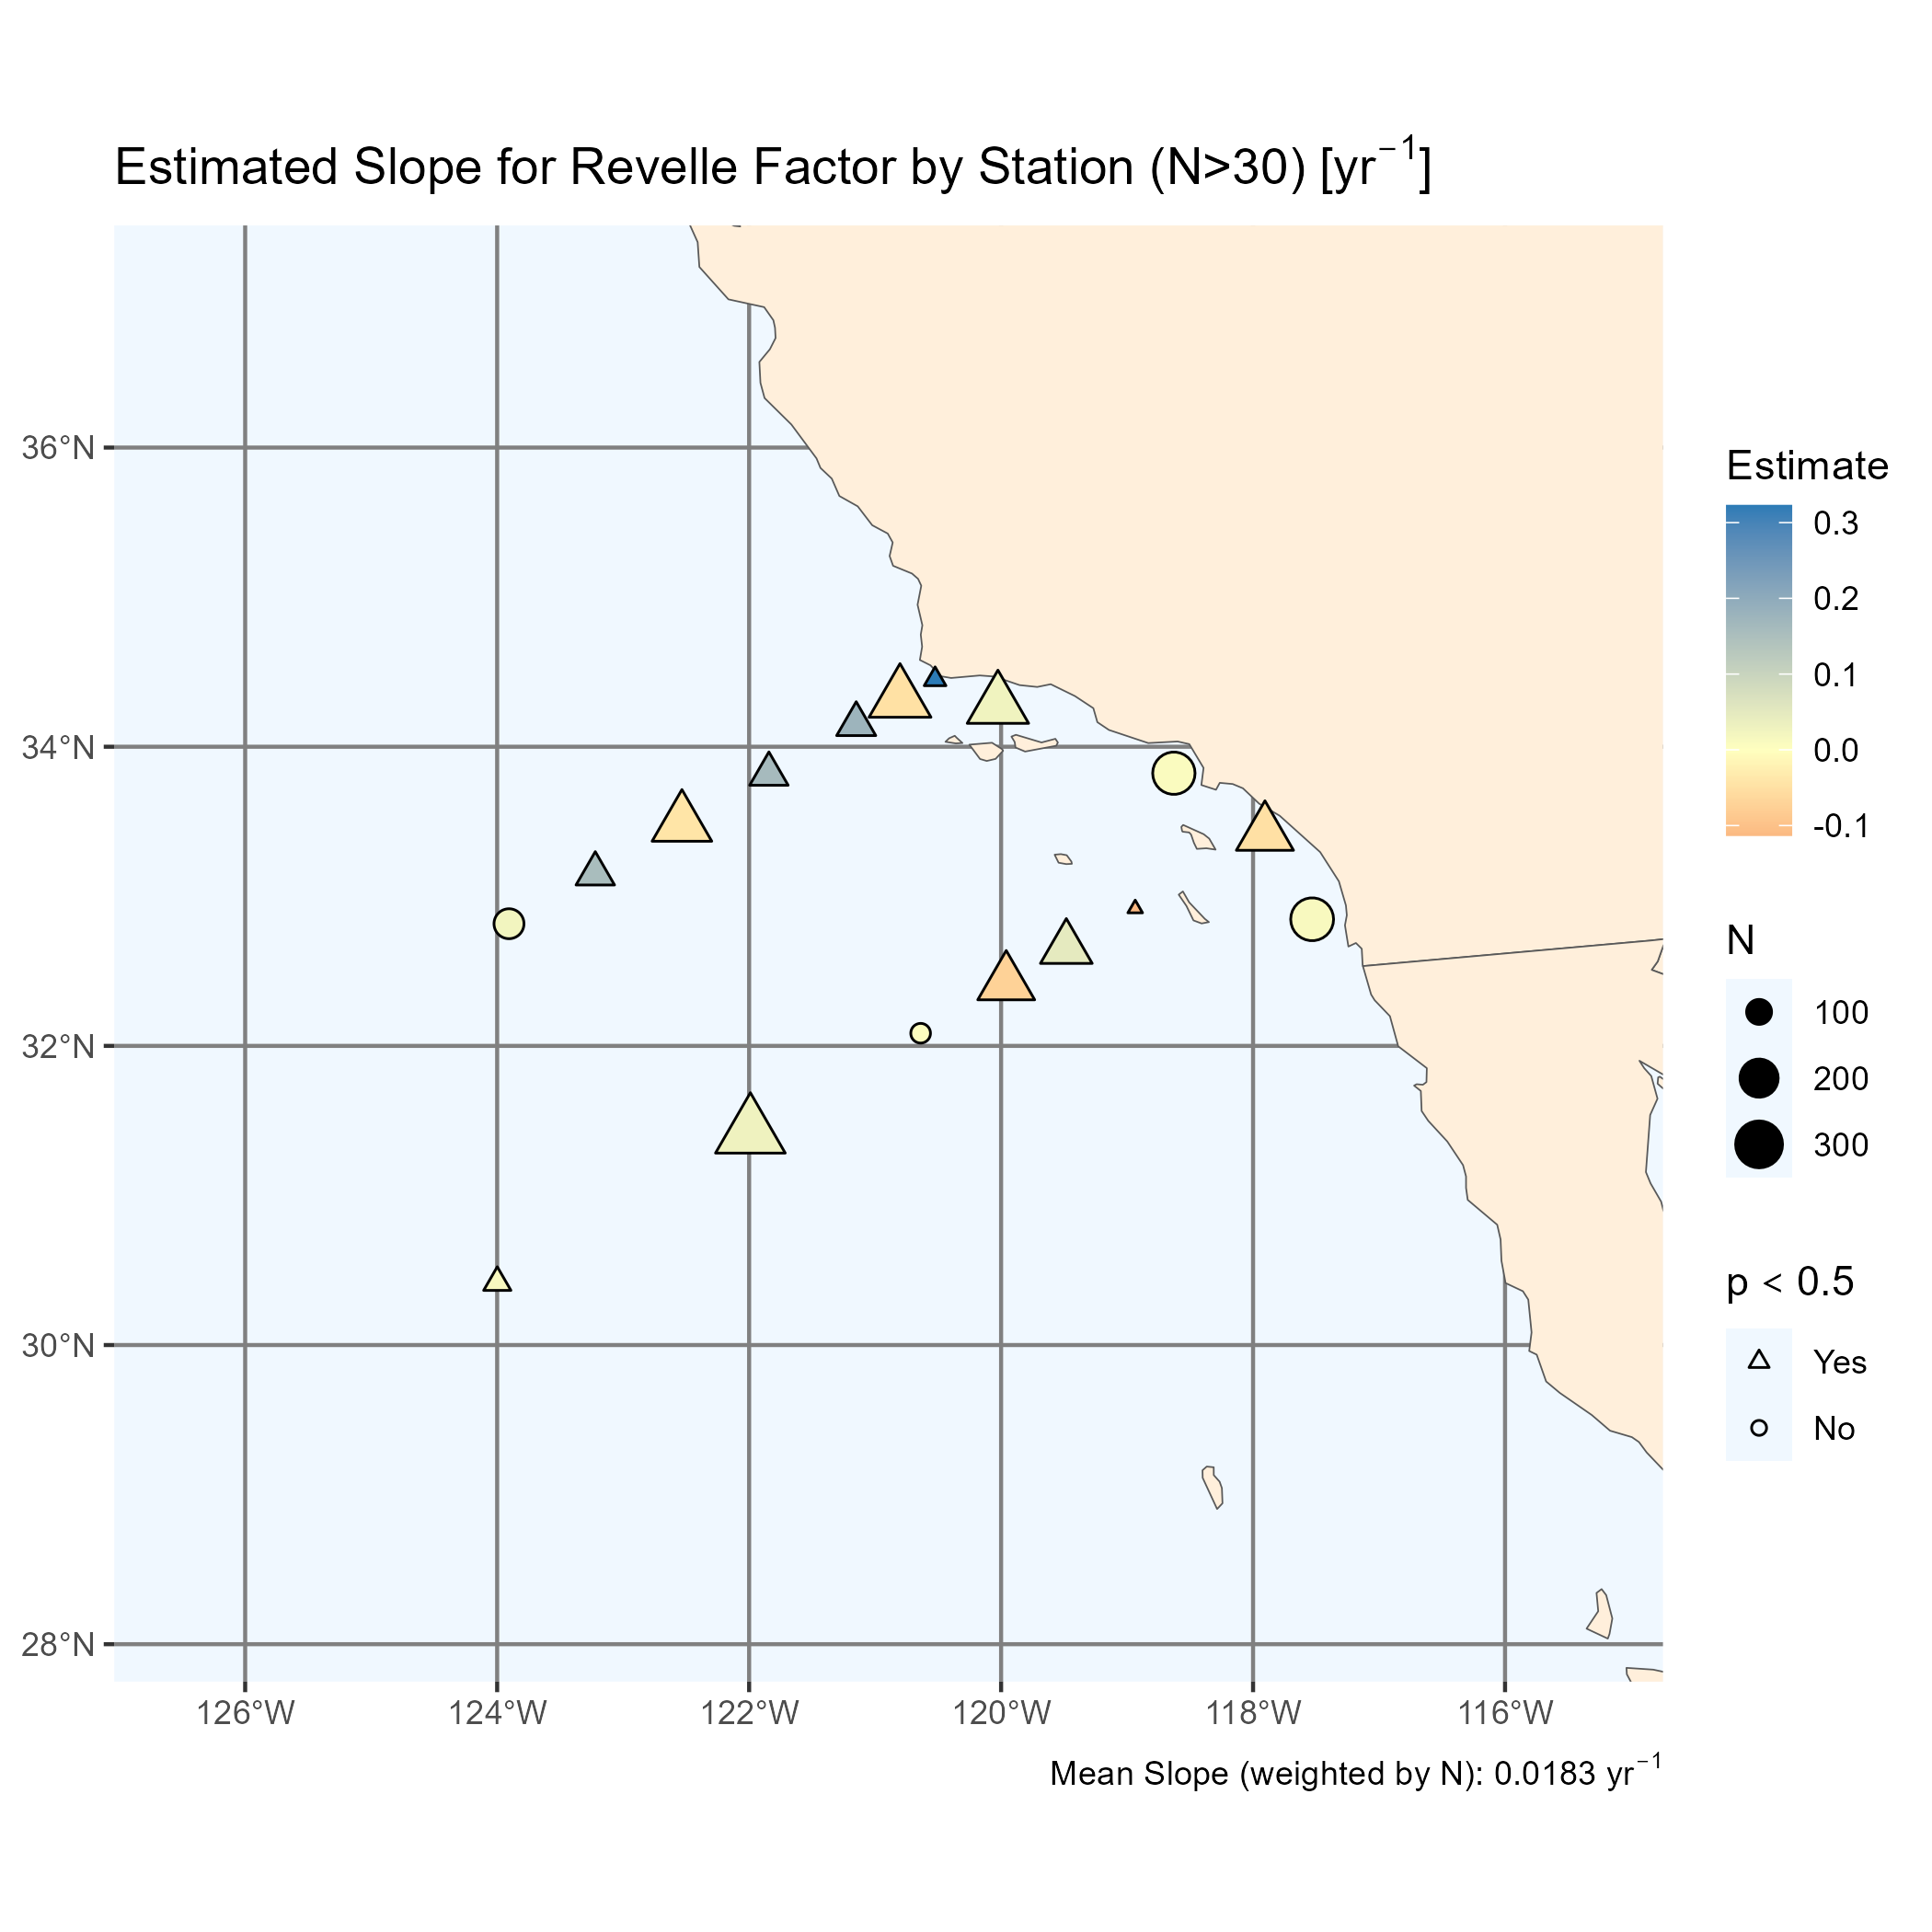 Estimated Slope for Revelle Factor by Station (N>30) [yr⁻¹]
36°N
34°N
32°N
30°N
28°N
126°W
124°W
122°W
120°W
118°W
116°W
Mean Slope (weighted by N): 0.0183 yr⁻¹
Estimate
0.3
0.2
0.1
0.0
-0.1
N
100
200
300
p < 0.5
Yes
No